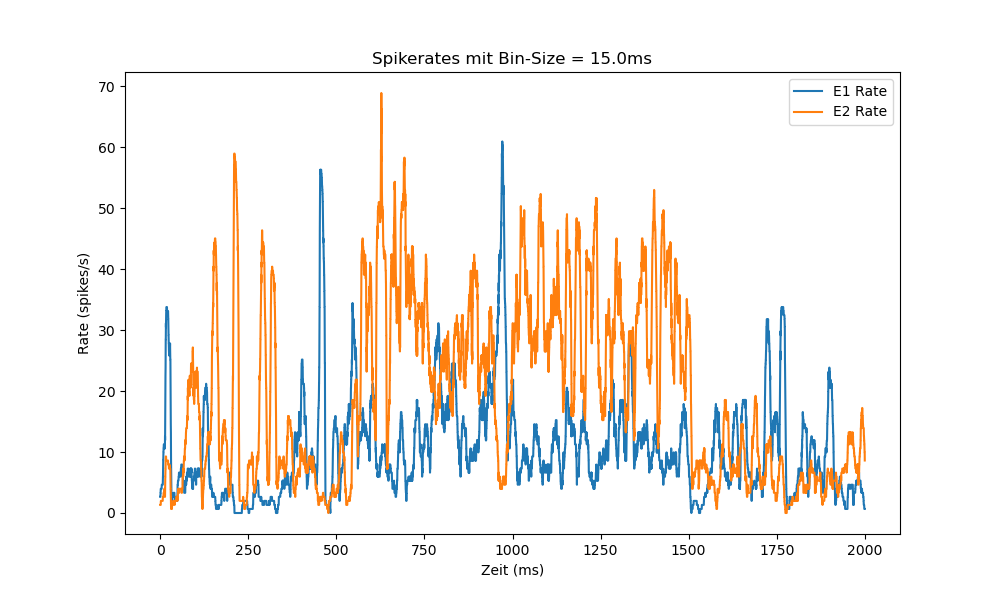 Spikerates mit Bin-Size = 15.0ms
E1 Rate
E2 Rate
70
60
50
40
30
20
10
0
Rate (spikes/s)
0 250 500 750 1000 1250 1500 1750 2000
Zeit (ms)